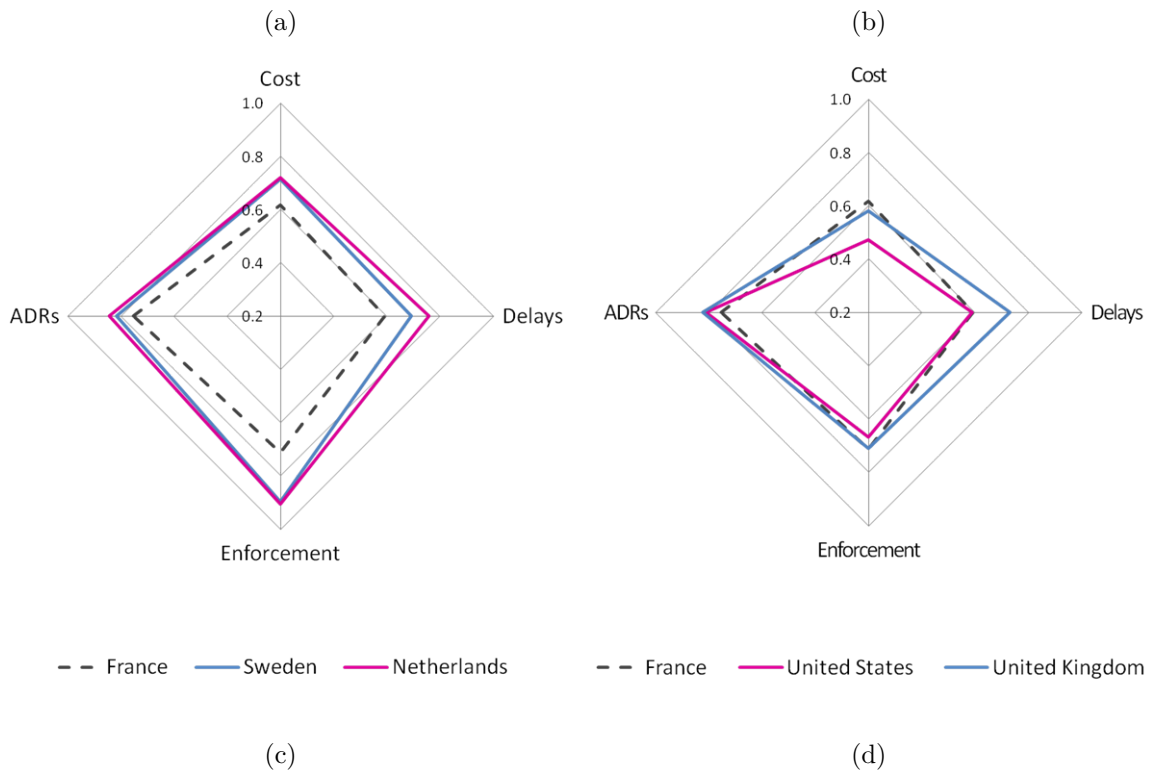 (a)
(b)
Cost
1.0
0.8
0.6
0.4
0.2
ADRs
Delays
Enforcement
France
Sweden
Netherlands
Cost
1.0
0.8
0.6
0.4
0.2
ADRs
Delays
Enforcement
France
United States
United Kingdom
(c)
(d)